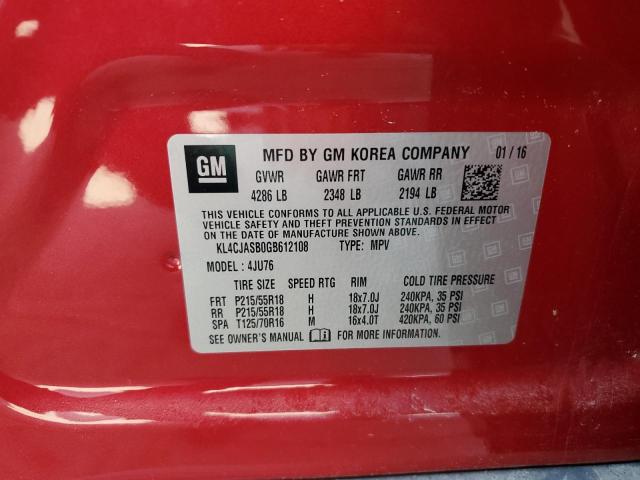 GM MFD BY GM KOREA COMPANY 01 / 16
GVWR GAWR FRT GAWR RR
4286 LB 2348 LB 2194 LB
THIS VEHICLE CONFORMS TO ALL APPLICABLE U.S. FEDERAL MOTOR
VEHICLE SAFETY AND THEFT PREVENTION STANDARDS IN EFFECT ON
THE DATE OF MANUFACTURE SHOWN ABOVE.
KL4CJASB0GB612108 TYPE: MPV
MODEL : 4JU76
TIRE SIZE SPEED RTG RIM COLD TIRE PRESSURE
FRT P215/55R18 H 18x7.0J 240KPA, 35 PSI
RR P215/55R18 H 18x7.0J 240KPA, 35 PSI
SPA T125/70R16 M 16x4.0T 420KPA, 60 PSI
SEE OWNER'S MANUAL FOR MORE INFORMATION.